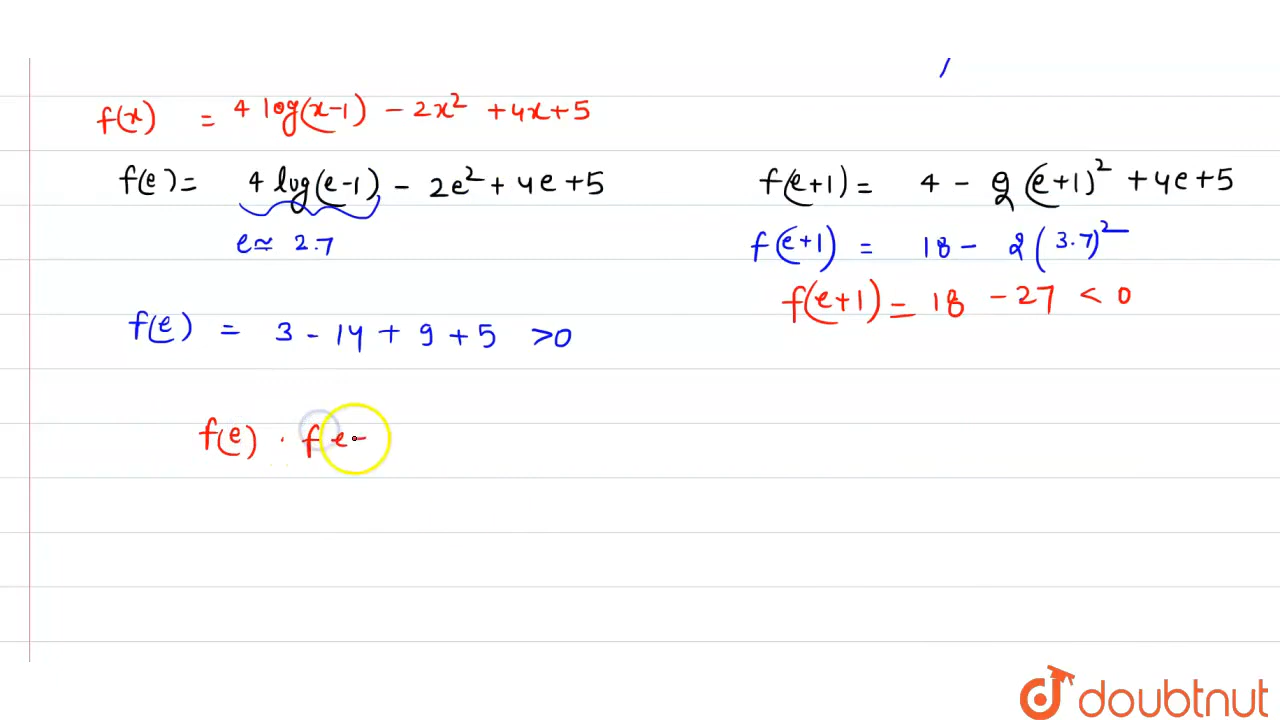 f(x) = 4 log(x-1) - 2x² + 4x + 5
f(e) = 4 log(e-1) - 2e² + 4e + 5
e ≃ 2.7
f(e) = 3 - 14 + 9 + 5 > 0
f(e+1) = 4 - 2(e+1)² + 4e + 5
f(e+1) = 18 - 2(3.7)²
f(e+1) = 18 - 27 < 0
f(e) · f e-
doubtnut